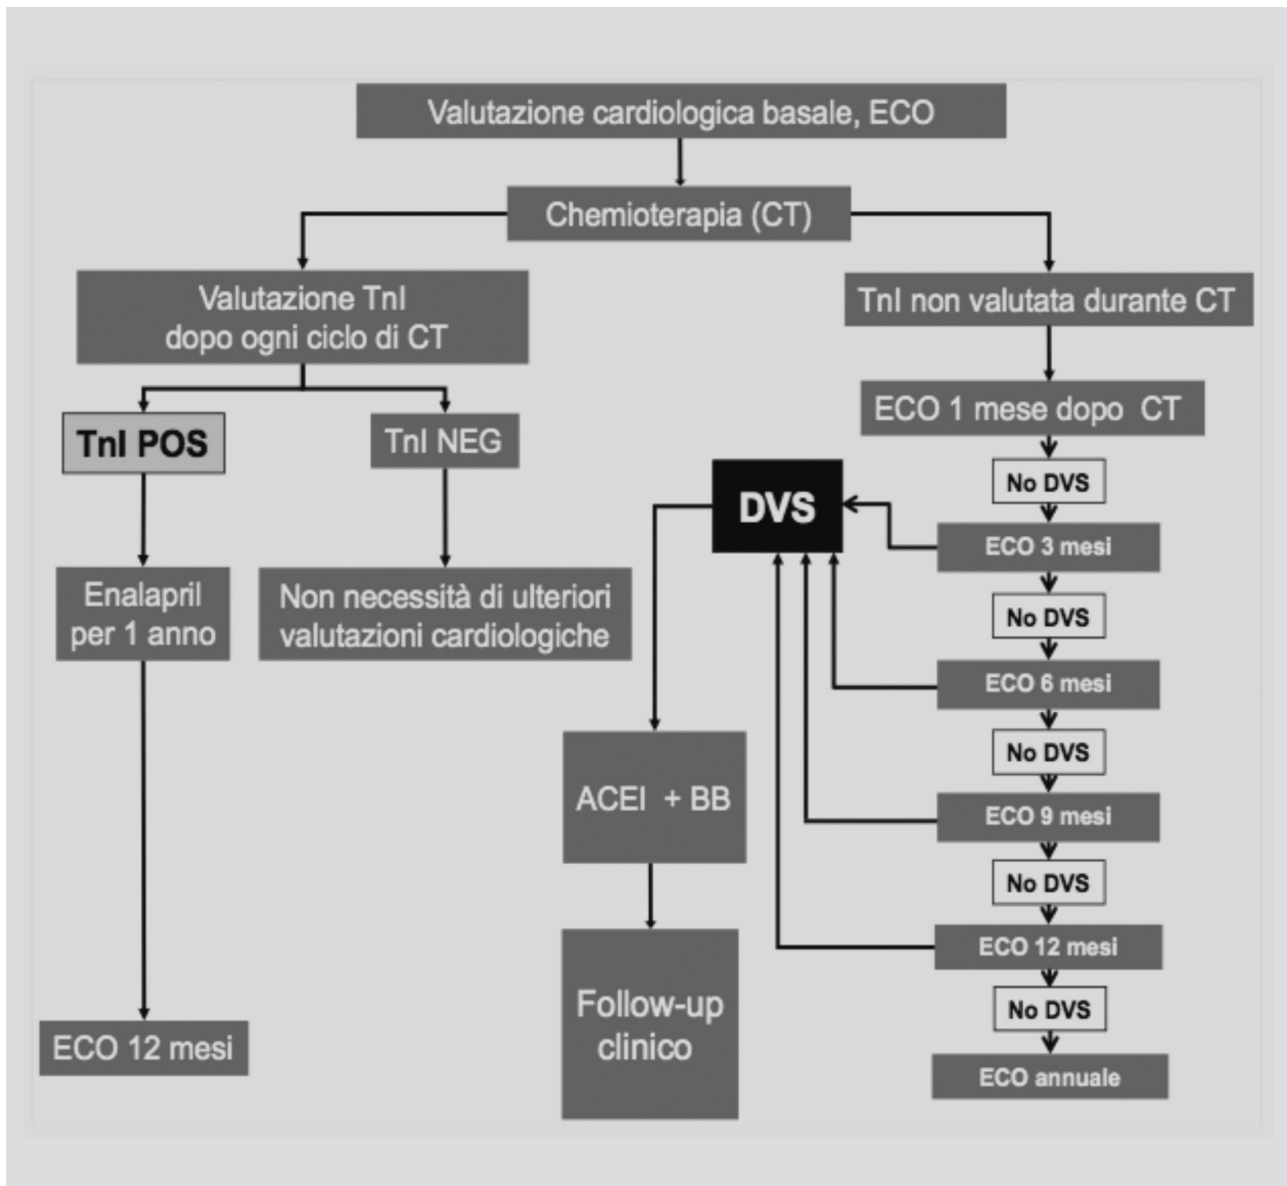 Valutazione cardiologica basale, ECO
Chemioterapia (CT)
Valutazione TnI
dopo ogni ciclo di CT
TnI non valutata durante CT
TnI POS
TnI NEG
ECO 1 mese dopo CT
No DVS
DVS
ECO 3 mesi
Enalapril
per 1 anno
Non necessità di ulteriori
valutazioni cardiologiche
No DVS
ECO 6 mesi
No DVS
ACEI + BB
ECO 9 mesi
No DVS
ECO 12 mesi
No DVS
Follow-up
clinico
ECO 12 mesi
ECO annuale